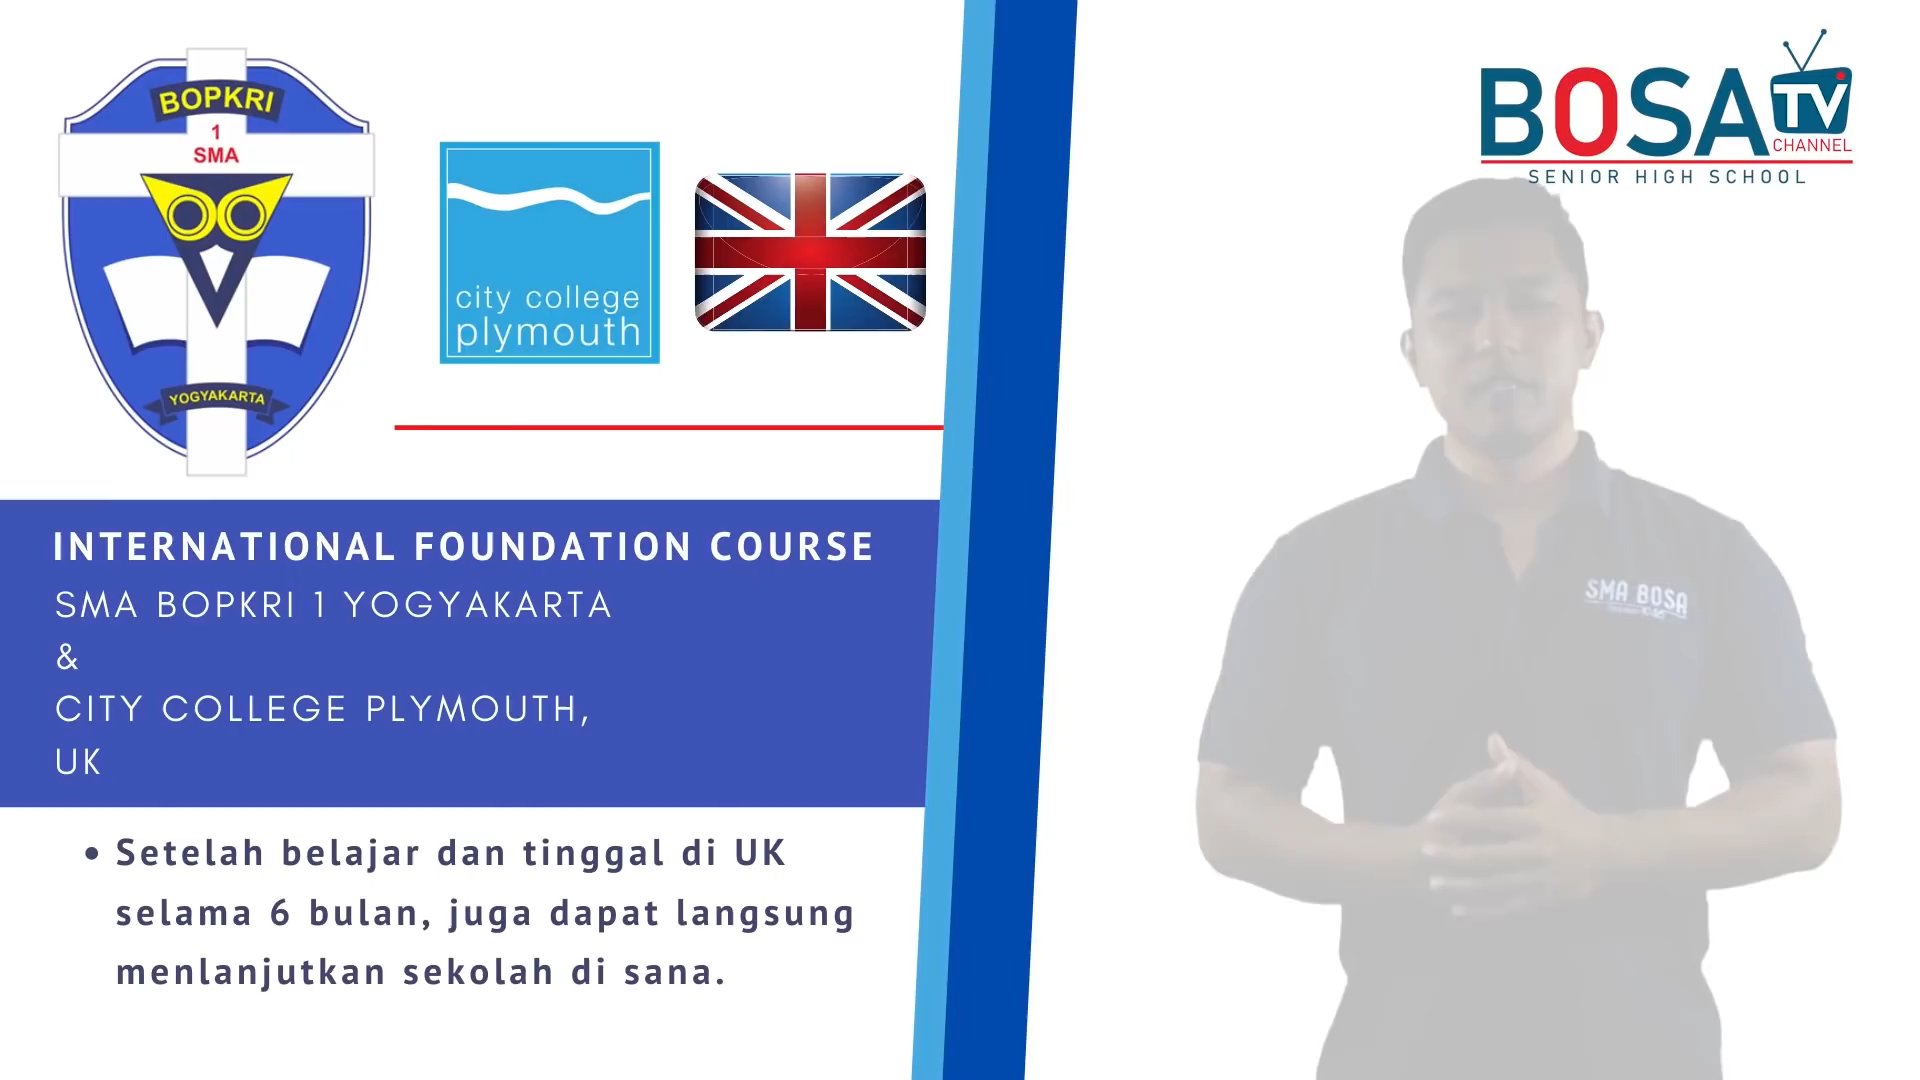 BOPKRI
1
SMA
YOGYAKARTA
city college
plymouth
BOSA TV
CHANNEL
SENIOR HIGH SCHOOL
INTERNATIONAL FOUNDATION COURSE
SMA BOPKRI 1 YOGYAKARTA
&
CITY COLLEGE PLYMOUTH,
UK
• Setelah belajar dan tinggal di UK
selama 6 bulan, juga dapat langsung
menlanjutkan sekolah di sana.
SMA BOSA